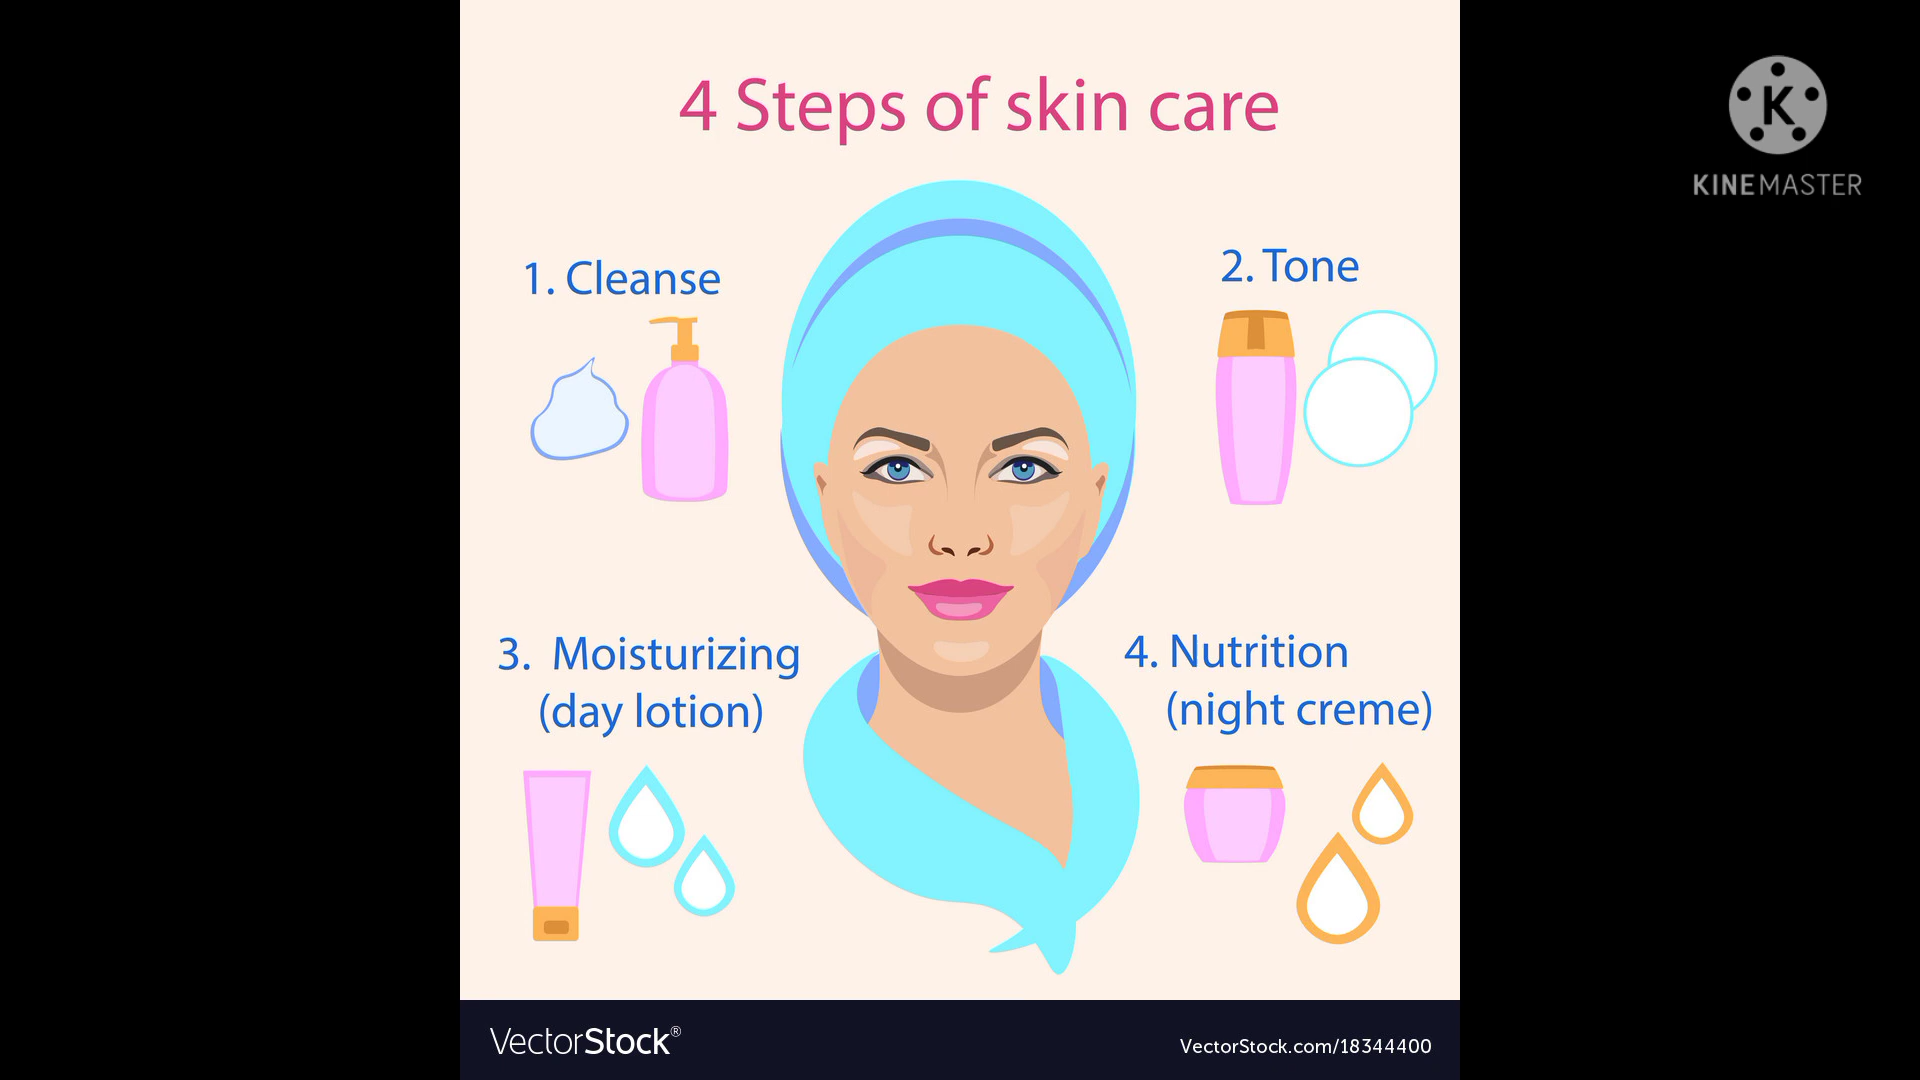 4 Steps of skin care
1. Cleanse
2. Tone
3. Moisturizing
(day lotion)
4. Nutrition
(night creme)
K
KINEMASTER
VectorStock®
VectorStock.com/18344400